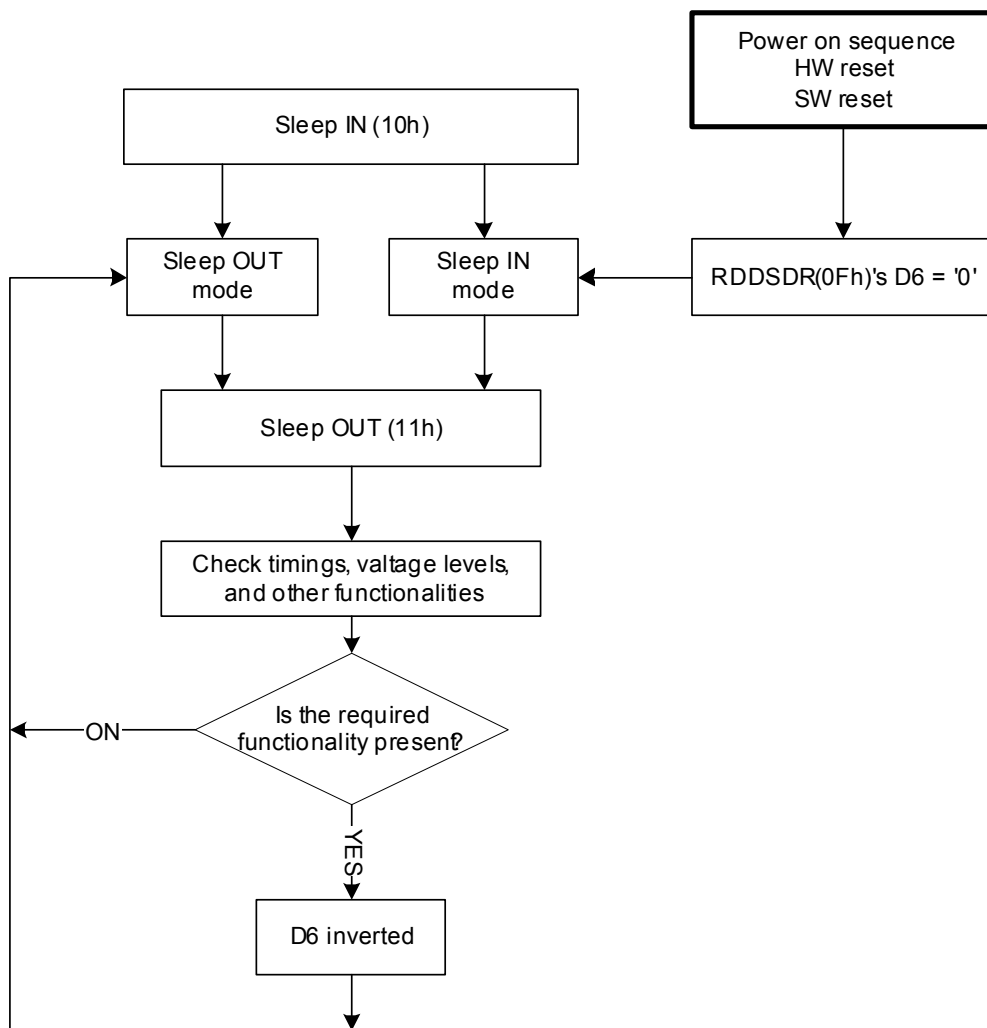 Power on sequence
HW reset
SW reset
Sleep IN (10h)
Sleep OUT
mode
Sleep IN
mode
RDDSDR(0Fh)'s D6 = '0'
Sleep OUT (11h)
Check timings, valtage levels,
and other functionalities
Is the required
functionality present?
ON
YES
D6 inverted